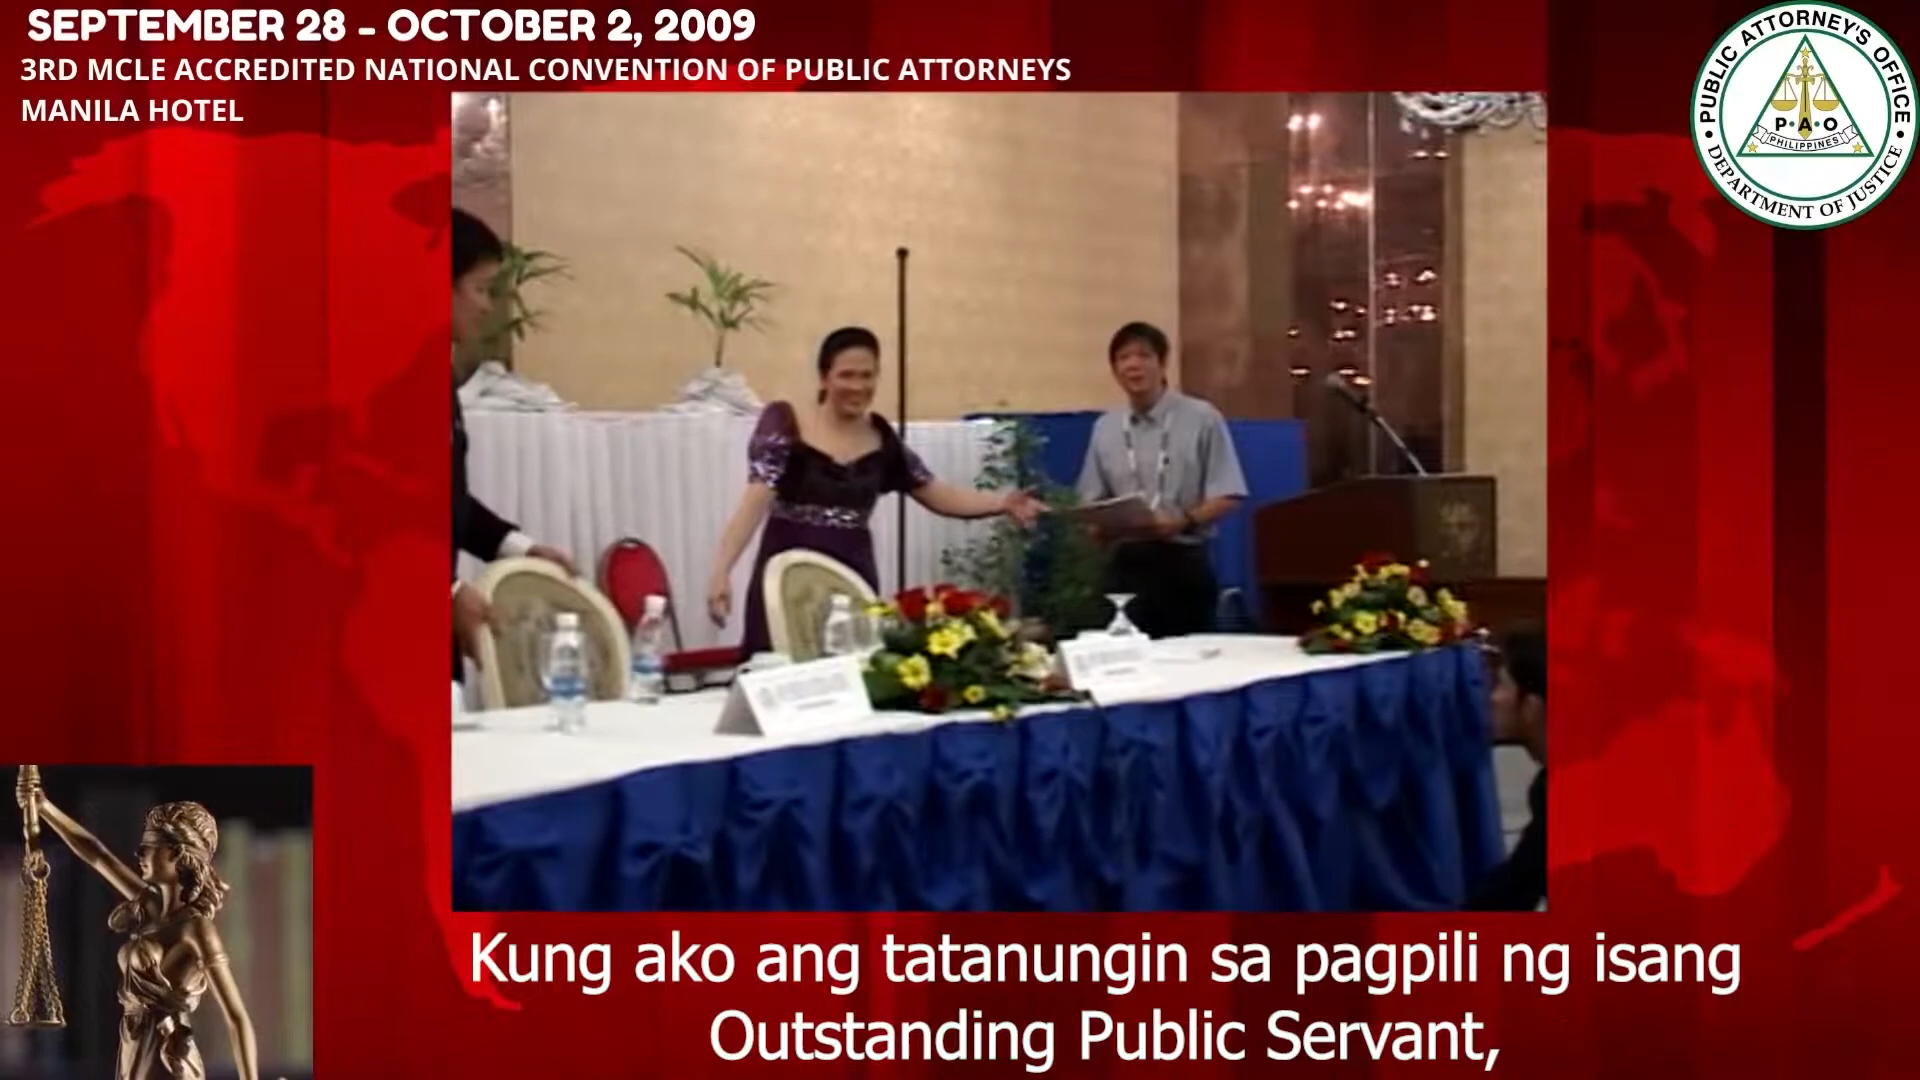 SEPTEMBER 28 - OCTOBER 2, 2009
3RD MCLE ACCREDITED NATIONAL CONVENTION OF PUBLIC ATTORNEYS
MANILA HOTEL
PUBLIC ATTORNEY'S OFFICE
P•A•O
PHILIPPINES
DEPARTMENT OF JUSTICE
Kung ako ang tatanungin sa pagpili ng isang
Outstanding Public Servant,